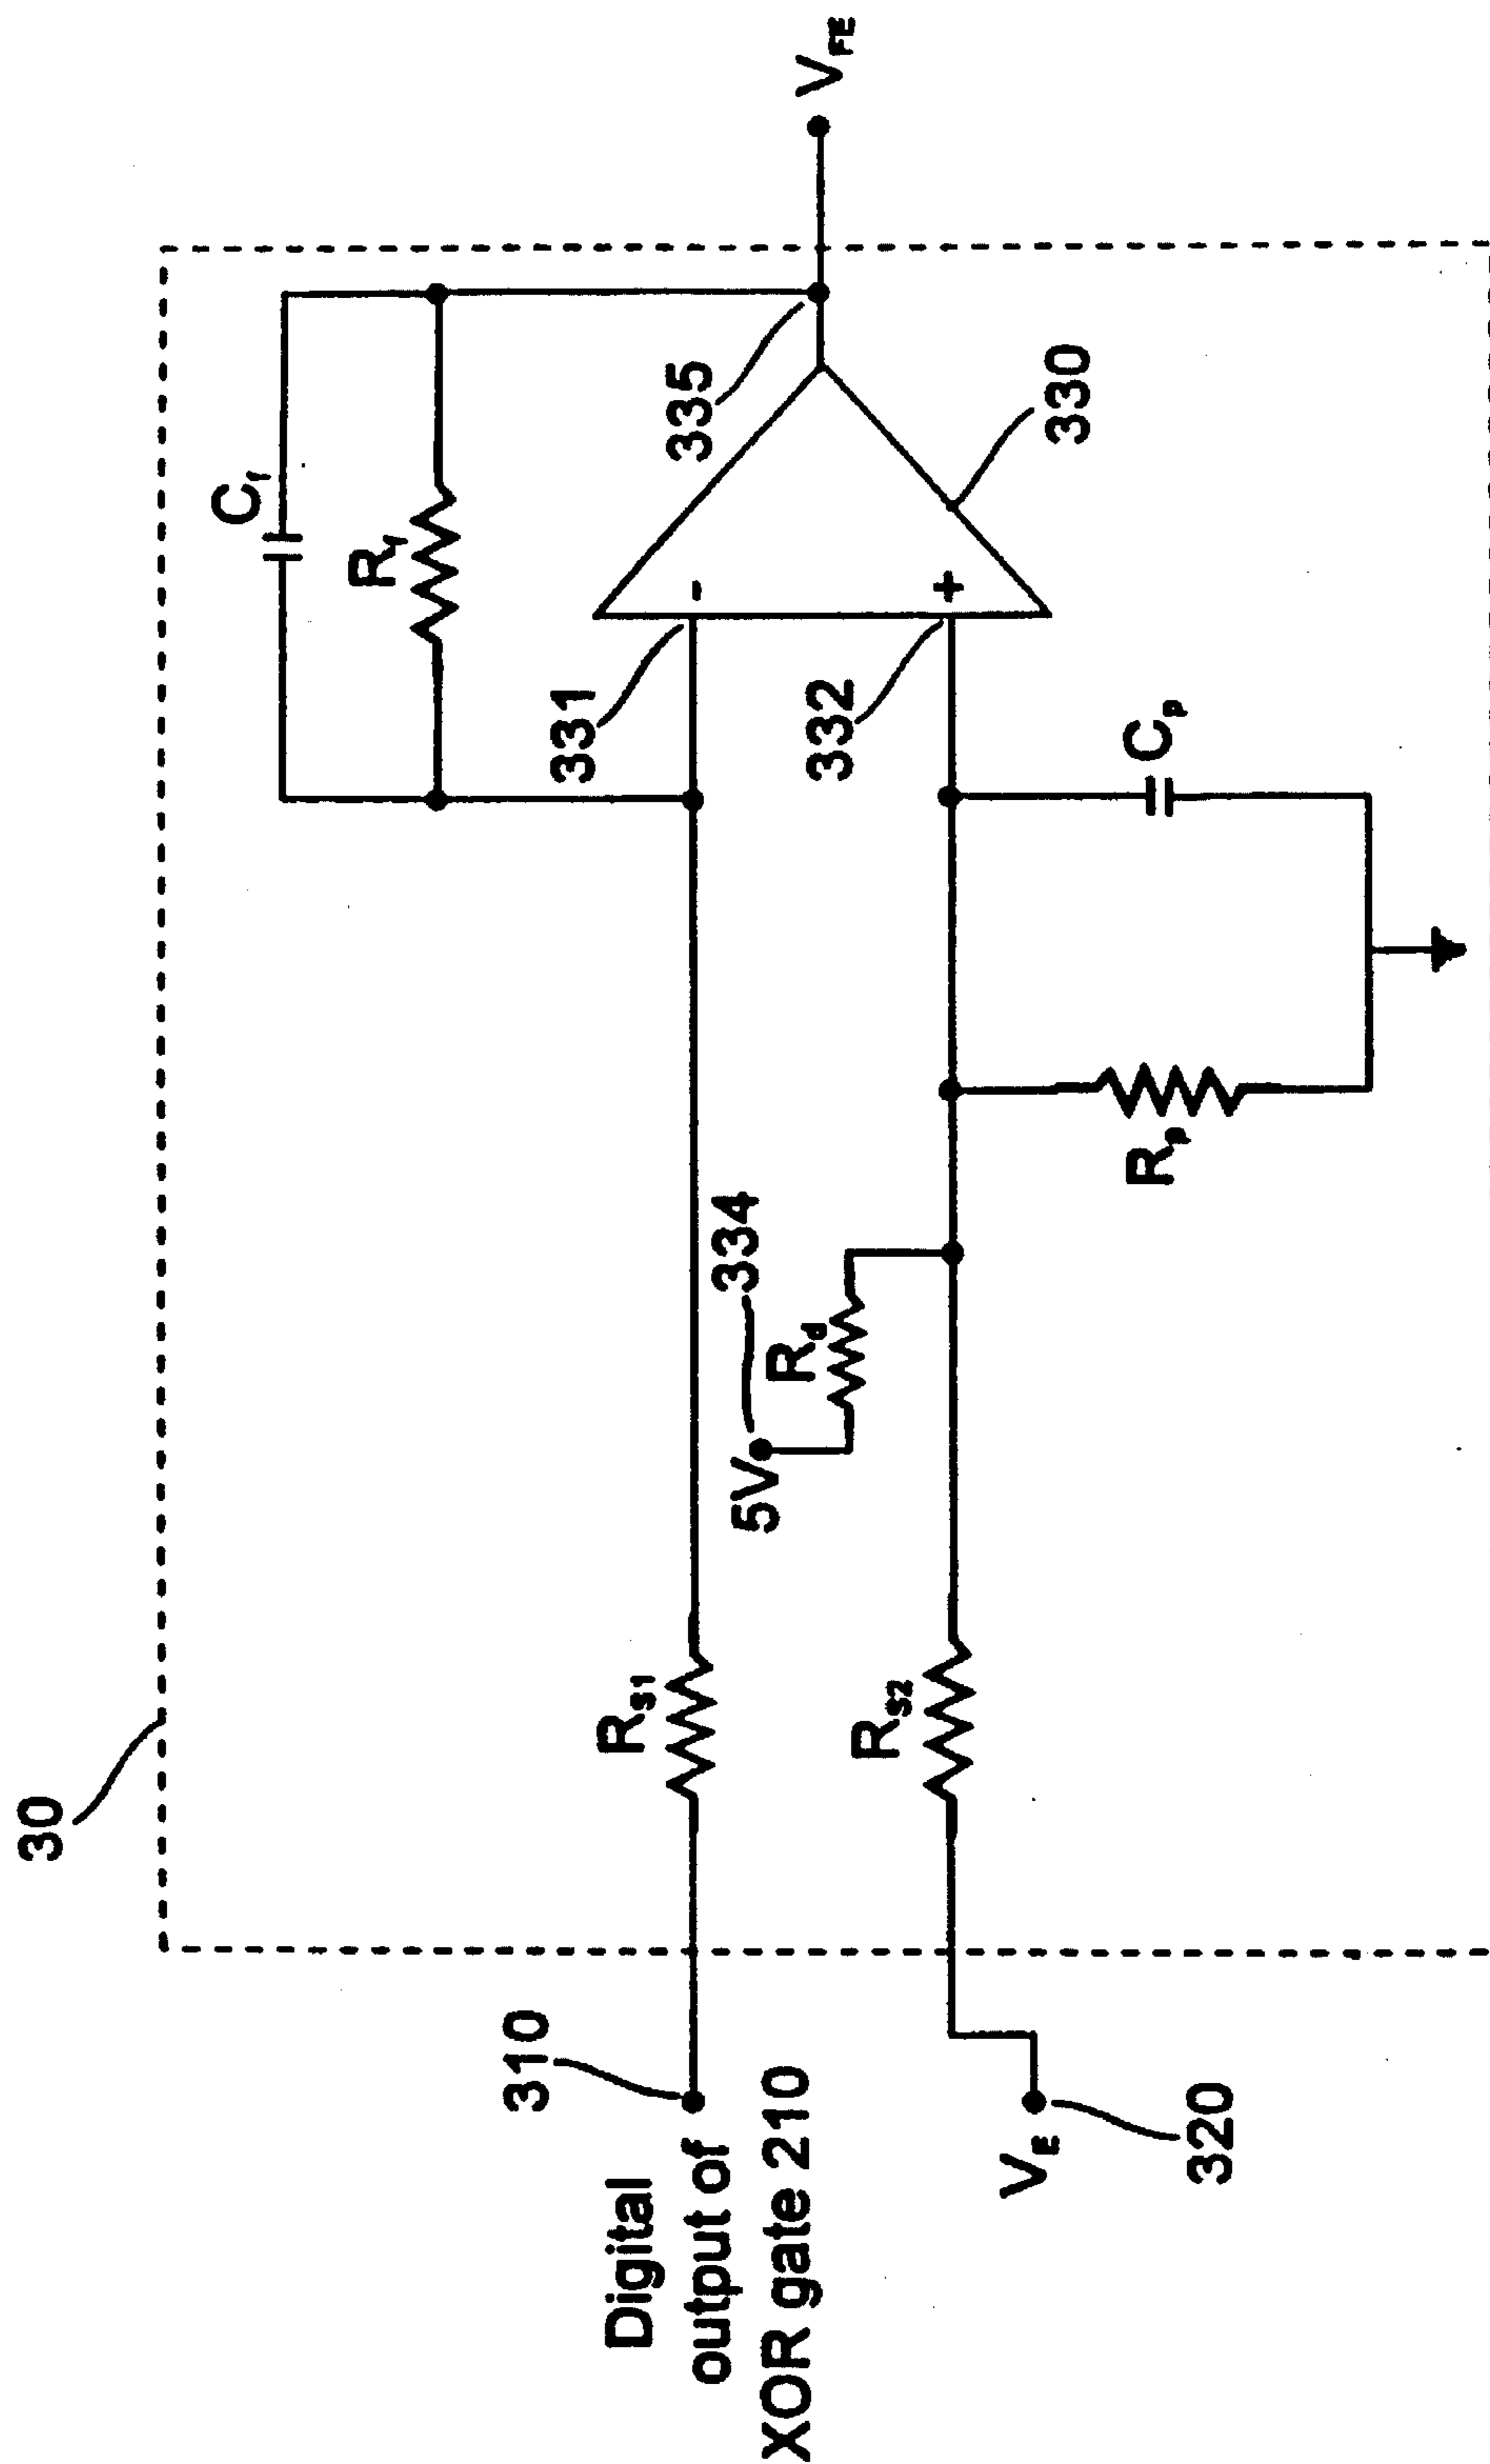 30
C_f
R_f
V_FE
335
331
330
332
334
5V
R_d
R_S1
R_S2
R_p
C_p
310
Digital
output of
XOR gate 210
V_E
320
-
+